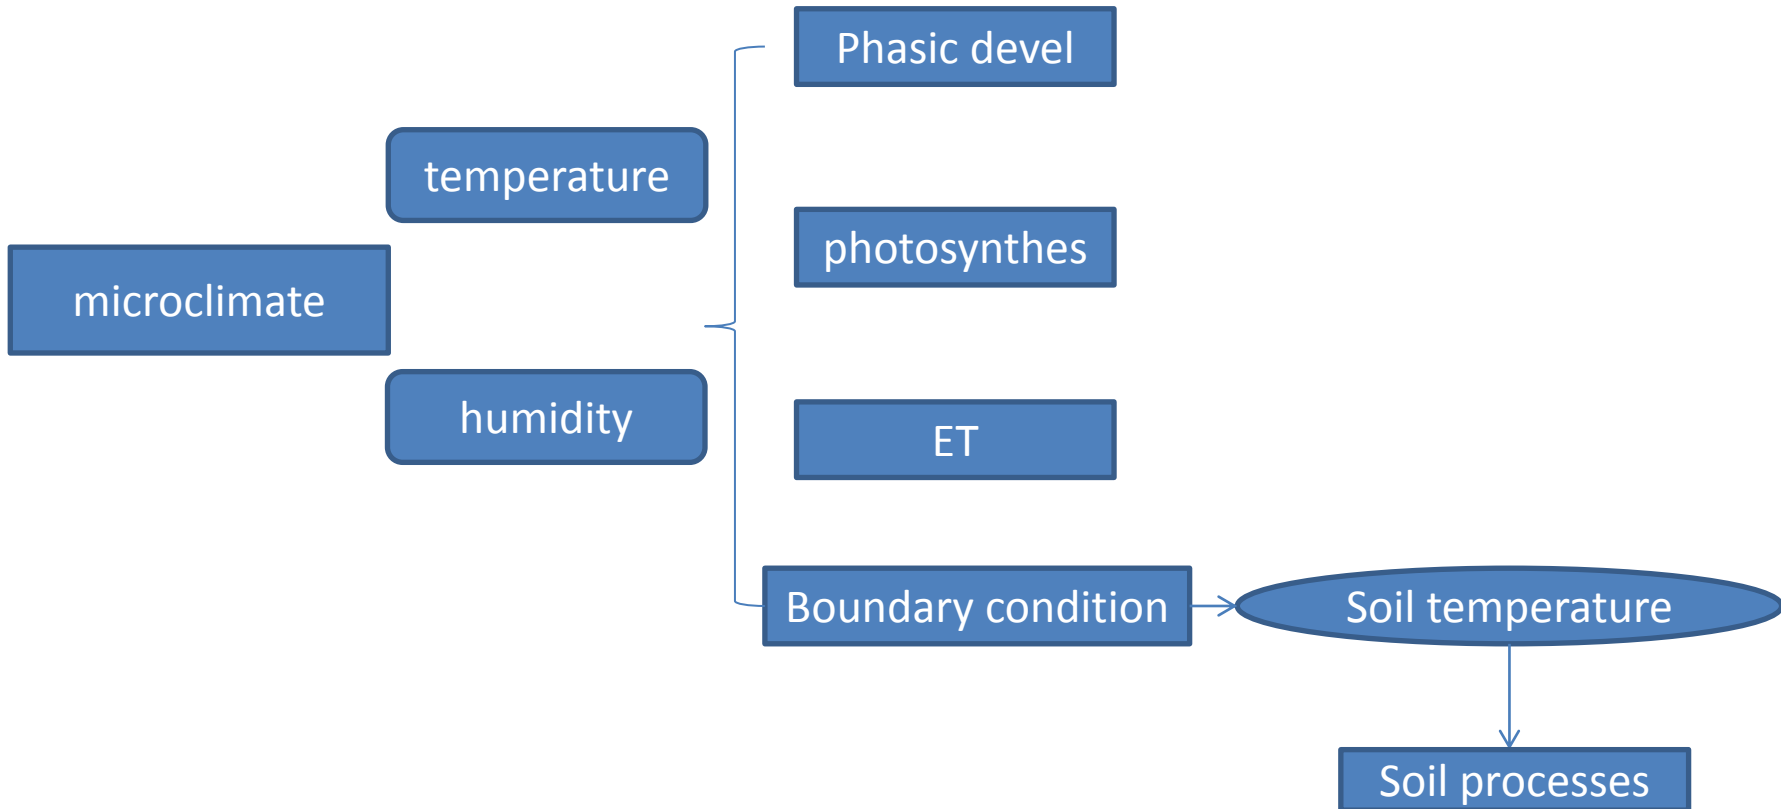 Phasic devel
temperature
photosynthes
microclimate
humidity
ET
Boundary condition
Soil temperature
Soil processes